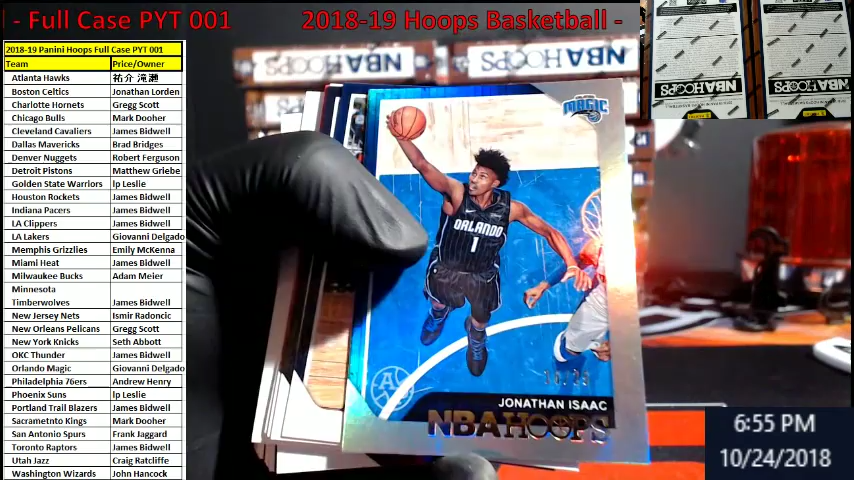 - Full Case PYT 001 2018-19 Hoops Basketball -
2018-19 Panini Hoops Full Case PYT 001
Team Price/Owner
Atlanta Hawks 祐介 滝瀞
Boston Celtics Jonathan Lorden
Charlotte Hornets Gregg Scott
Chicago Bulls Mark Dooher
Cleveland Cavaliers James Bidwell
Dallas Mavericks Brad Bridges
Denver Nuggets Robert Ferguson
Detroit Pistons Matthew Griebe
Golden State Warriors lp Leslie
Houston Rockets James Bidwell
Indiana Pacers James Bidwell
LA Clippers James Bidwell
LA Lakers Giovanni Delgado
Memphis Grizzlies Emily McKenna
Miami Heat James Bidwell
Milwaukee Bucks Adam Meier
Minnesota
Timberwolves James Bidwell
New Jersey Nets Ismir Radoncic
New Orleans Pelicans Gregg Scott
New York Knicks Seth Abbott
OKC Thunder James Bidwell
Orlando Magic Giovanni Delgado
Philadelphia 76ers Andrew Henry
Phoenix Suns lp Leslie
Portland Trail Blazers James Bidwell
Sacrametnto Kings Mark Dooher
San Antonio Spurs Frank Jaggard
Toronto Raptors James Bidwell
Utah Jazz Craig Ratcliffe
Washington Wizards John Hancock
NBA HOOPS
NBA HOOPS
NBA HOOPS
NBA HOOPS
MAGIC
ORLANDO
1
JONATHAN ISAAC
NBA HOOPS
6:55 PM
10/24/2018